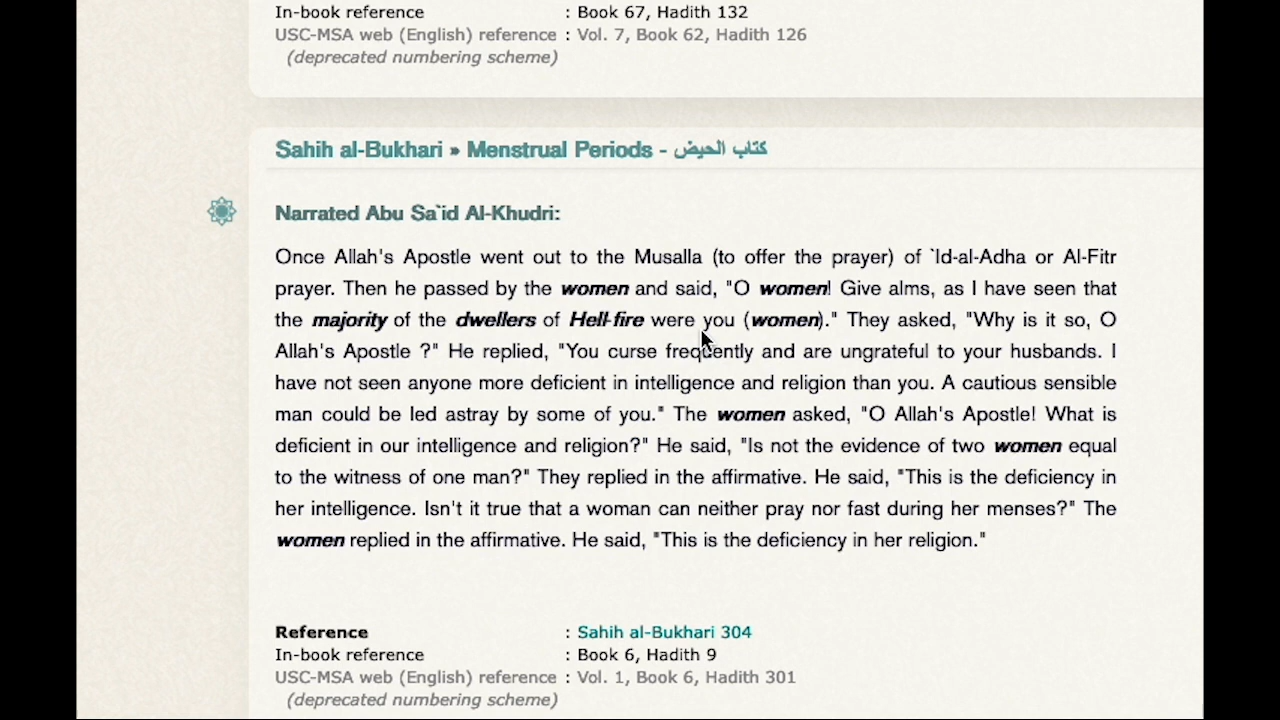 In-book reference : Book 67, Hadith 132
USC-MSA web (English) reference : Vol. 7, Book 62, Hadith 126
(deprecated numbering scheme)
Sahih al-Bukhari » Menstrual Periods - كتاب الحيض
Narrated Abu Sa`id Al-Khudri:
Once Allah's Apostle went out to the Musalla (to offer the prayer) of `Id-al-Adha or Al-Fitr
prayer. Then he passed by the women and said, "O women! Give alms, as I have seen that
the majority of the dwellers of Hell-fire were you (women)." They asked, "Why is it so, O
Allah's Apostle ?" He replied, "You curse frequently and are ungrateful to your husbands. I
have not seen anyone more deficient in intelligence and religion than you. A cautious sensible
man could be led astray by some of you." The women asked, "O Allah's Apostle! What is
deficient in our intelligence and religion?" He said, "Is not the evidence of two women equal
to the witness of one man?" They replied in the affirmative. He said, "This is the deficiency in
her intelligence. Isn't it true that a woman can neither pray nor fast during her menses?" The
women replied in the affirmative. He said, "This is the deficiency in her religion."
Reference : Sahih al-Bukhari 304
In-book reference : Book 6, Hadith 9
USC-MSA web (English) reference : Vol. 1, Book 6, Hadith 301
(deprecated numbering scheme)